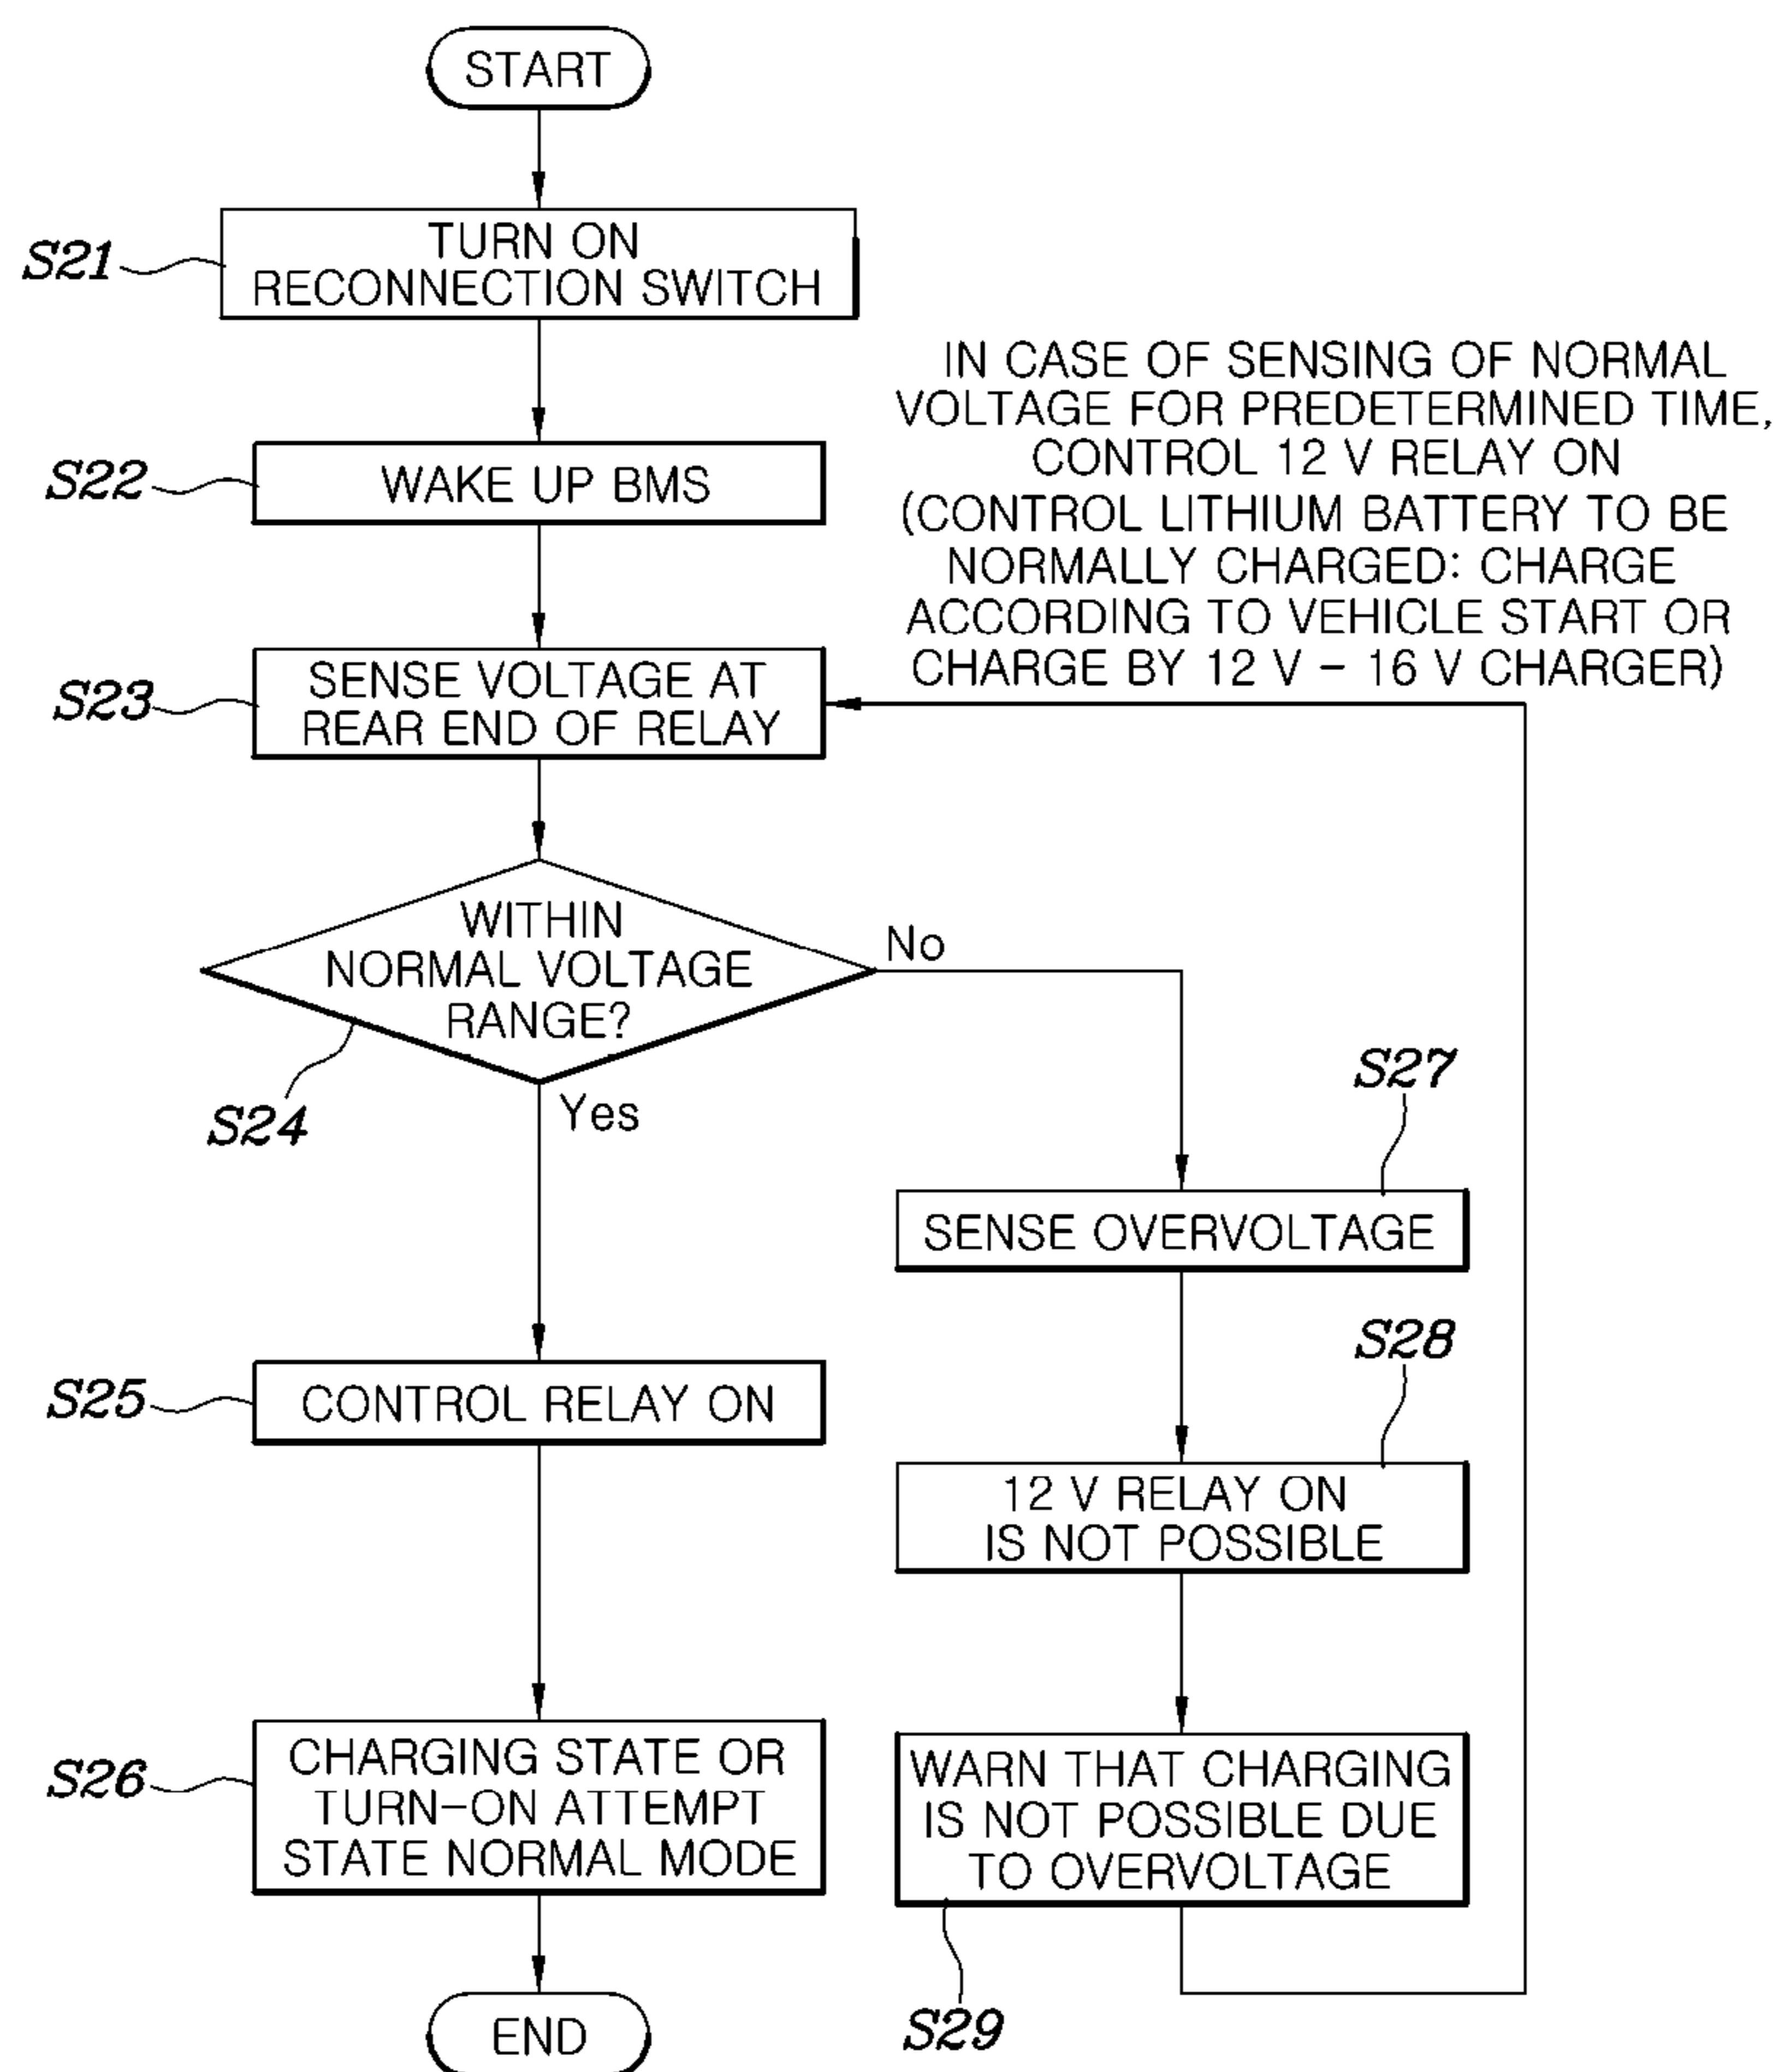 START
S21
TURN ON
RECONNECTION SWITCH
IN CASE OF SENSING OF NORMAL
VOLTAGE FOR PREDETERMINED TIME,
CONTROL 12 V RELAY ON
(CONTROL LITHIUM BATTERY TO BE
NORMALLY CHARGED: CHARGE
ACCORDING TO VEHICLE START OR
CHARGE BY 12 V – 16 V CHARGER)
S22
WAKE UP BMS
S23
SENSE VOLTAGE AT
REAR END OF RELAY
WITHIN
NORMAL VOLTAGE
RANGE?
No
S24
Yes
S27
SENSE OVERVOLTAGE
S25
CONTROL RELAY ON
S28
12 V RELAY ON
IS NOT POSSIBLE
S26
CHARGING STATE OR
TURN-ON ATTEMPT
STATE NORMAL MODE
WARN THAT CHARGING
IS NOT POSSIBLE DUE
TO OVERVOLTAGE
S29
END